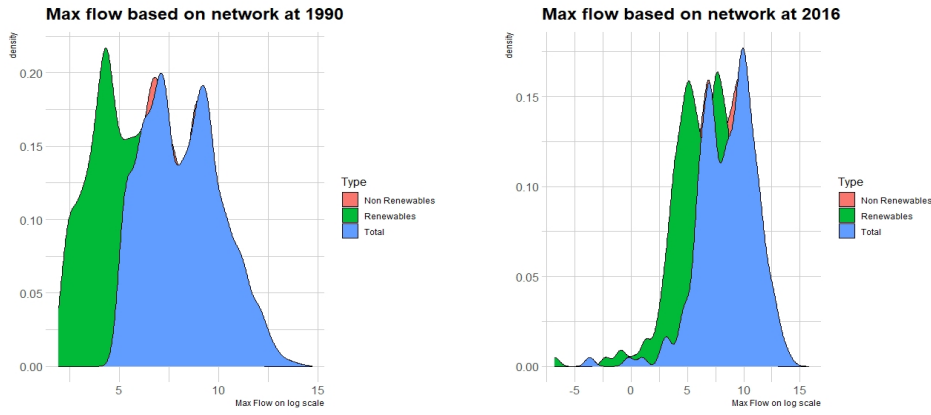 Max flow based on network at 1990
density
0.20
0.15
0.10
0.05
0.00
5
10
15
Max Flow on log scale
Type
Non Renewables
Renewables
Total
Max flow based on network at 2016
density
0.15
0.10
0.05
0.00
-5
0
5
10
15
Max Flow on log scale
Type
Non Renewables
Renewables
Total